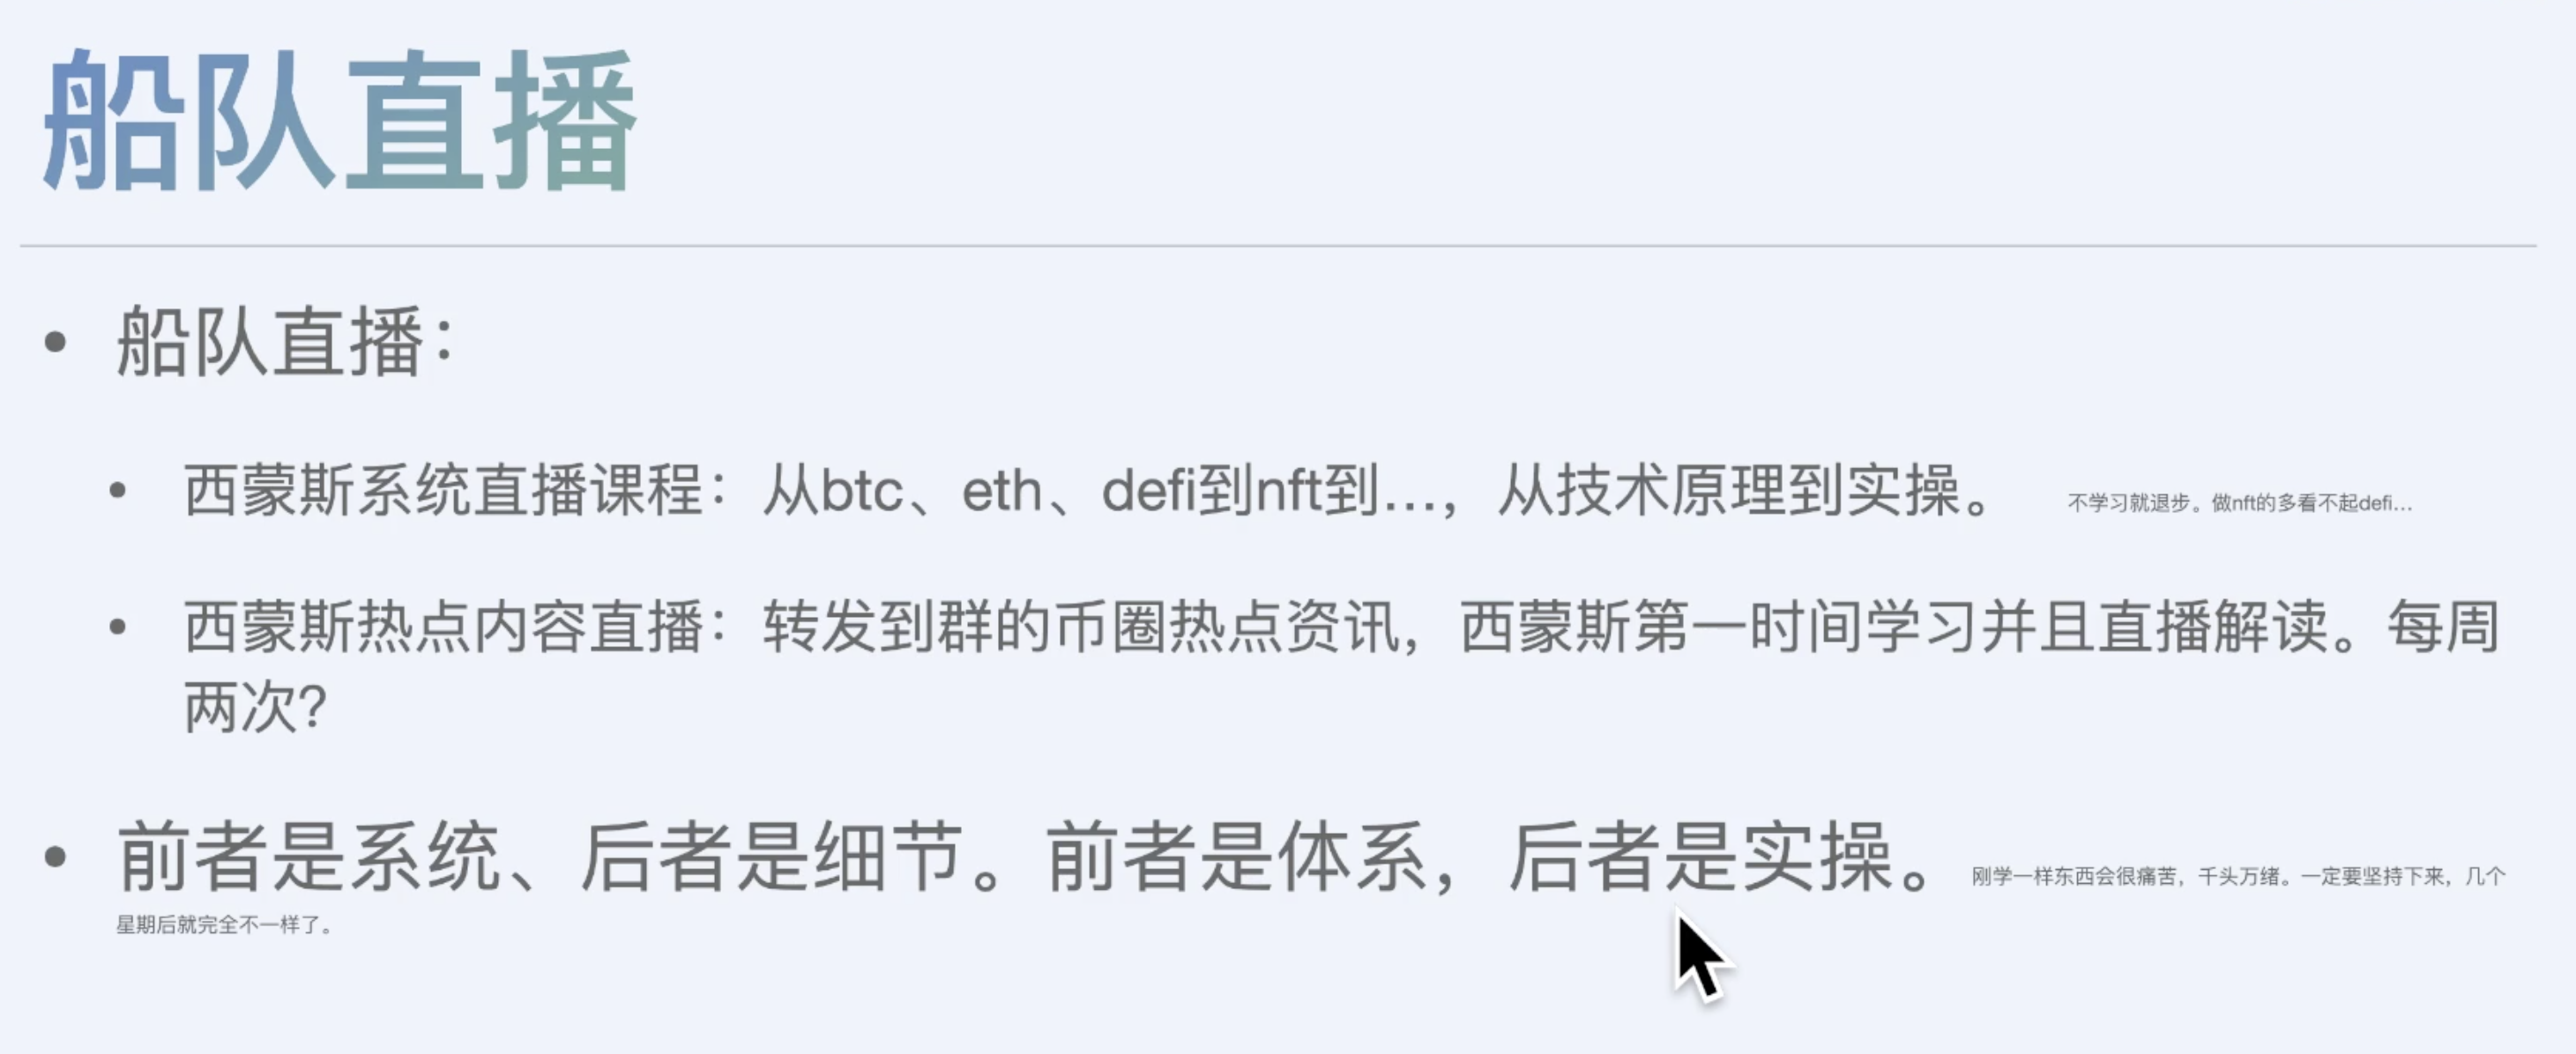 船队直播
船队直播：
西蒙斯系统直播课程：从btc、eth、defi到nft到…，从技术原理到实操。 不学习就退步。做nft的多看不起defi…
西蒙斯热点内容直播：转发到群的币圈热点资讯，西蒙斯第一时间学习并且直播解读。每周
两次？
前者是系统、后者是细节。前者是体系，后者是实操。 刚学一样东西会很痛苦，千头万绪。一定要坚持下来，几个
星期后就完全不一样了。